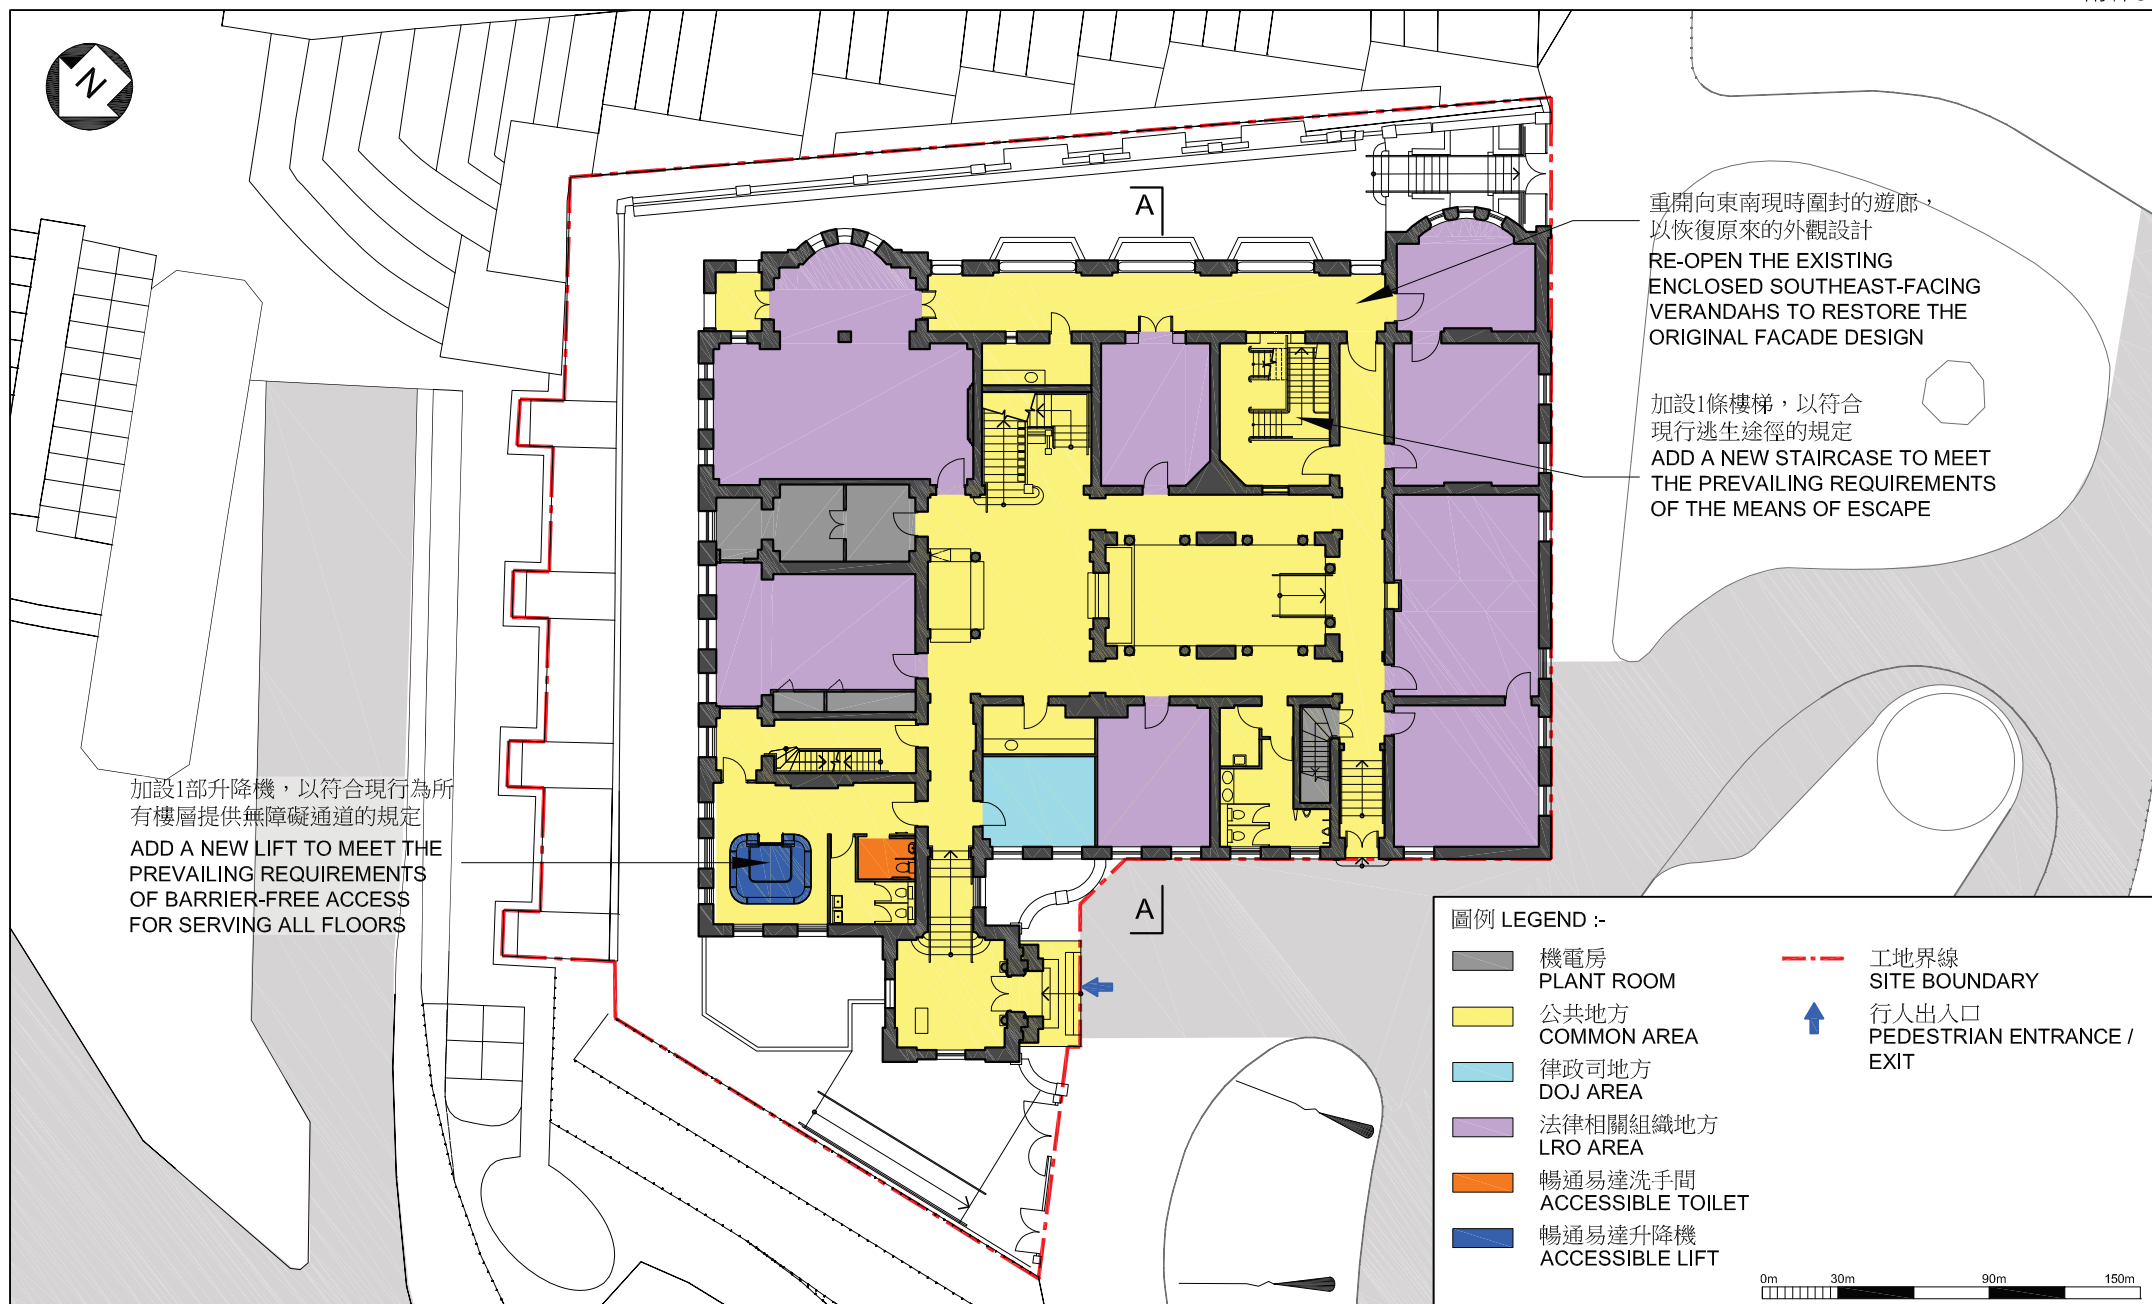 N
A
重開向東南現時圍封的遊廊，
以恢復原來的外觀設計
RE-OPEN THE EXISTING
ENCLOSED SOUTHEAST-FACING
VERANDAHS TO RESTORE THE
ORIGINAL FACADE DESIGN
加設1條樓梯，以符合
現行逃生途徑的規定
ADD A NEW STAIRCASE TO MEET
THE PREVAILING REQUIREMENTS
OF THE MEANS OF ESCAPE
加設1部升降機，以符合現行為所
有樓層提供無障礙通道的規定
ADD A NEW LIFT TO MEET THE
PREVAILING REQUIREMENTS
OF BARRIER-FREE ACCESS
FOR SERVING ALL FLOORS
A
圖例 LEGEND :-
機電房
PLANT ROOM
公共地方
COMMON AREA
律政司地方
DOJ AREA
法律相關組織地方
LRO AREA
暢通易達洗手間
ACCESSIBLE TOILET
暢通易達升降機
ACCESSIBLE LIFT
工地界線
SITE BOUNDARY
行人出入口
PEDESTRIAN ENTRANCE /
EXIT
0m 30m 90m 150m